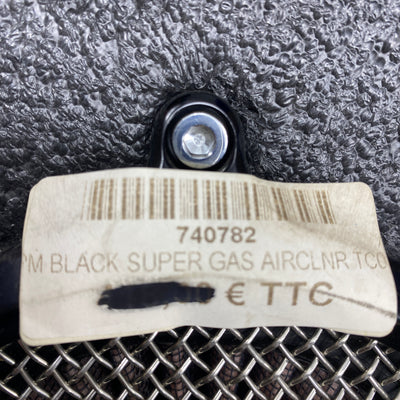 740782
PM BLACK SUPER GAS AIRCLNR TC
€ TTC